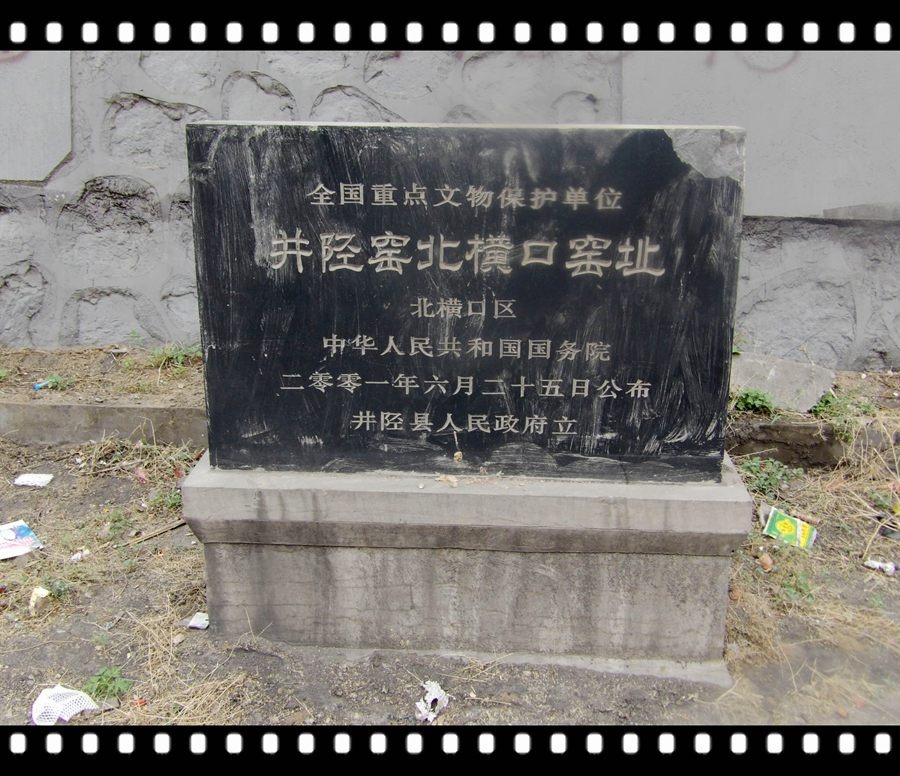 全国重点文物保护单位
井陉窑北横口窑址
北横口区
中华人民共和国国务院
二零零一年六月二十五日公布
井陉县人民政府立